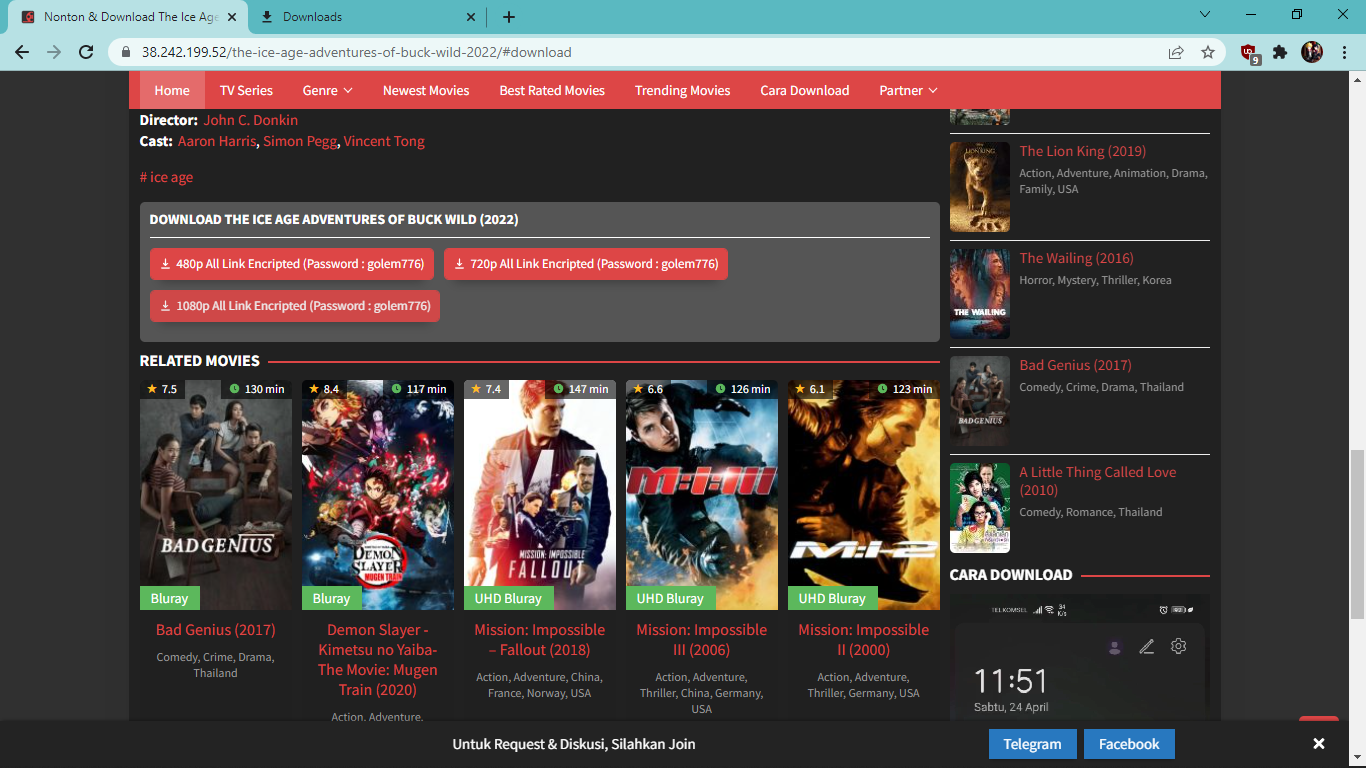 Nonton & Download The Ice Age
Downloads
38.242.199.52/the-ice-age-adventures-of-buck-wild-2022/#download
9
Home
TV Series
Genre
Newest Movies
Best Rated Movies
Trending Movies
Cara Download
Partner
Director: John C. Donkin
Cast: Aaron Harris, Simon Pegg, Vincent Tong
# ice age
DOWNLOAD THE ICE AGE ADVENTURES OF BUCK WILD (2022)
480p All Link Encripted (Password : golem776)
720p All Link Encripted (Password : golem776)
1080p All Link Encripted (Password : golem776)
RELATED MOVIES
7.5
130 min
BAD GENIUS
Bluray
Bad Genius (2017)
Comedy, Crime, Drama,
Thailand
8.4
117 min
DEMON
SLAYER
MUGEN TRAIN
Bluray
Demon Slayer -
Kimetsu no Yaiba-
The Movie: Mugen
Train (2020)
Action, Adventure,
7.4
147 min
MISSION: IMPOSSIBLE
FALLOUT
UHD Bluray
Mission: Impossible
– Fallout (2018)
Action, Adventure, China,
France, Norway, USA
6.6
126 min
M:I:III
UHD Bluray
Mission: Impossible
III (2006)
Action, Adventure,
Thriller, China, Germany,
USA
6.1
123 min
M:I-2
UHD Bluray
Mission: Impossible
II (2000)
Action, Adventure,
Thriller, Germany, USA
The Lion King (2019)
Action, Adventure, Animation, Drama,
Family, USA
THE WAILING
The Wailing (2016)
Horror, Mystery, Thriller, Korea
BAD GENIUS
Bad Genius (2017)
Comedy, Crime, Drama, Thailand
A Little Thing Called Love
(2010)
Comedy, Romance, Thailand
CARA DOWNLOAD
TELKOMSEL
34
K/s
11:51
Sabtu, 24 April
Untuk Request & Diskusi, Silahkan Join
Telegram
Facebook